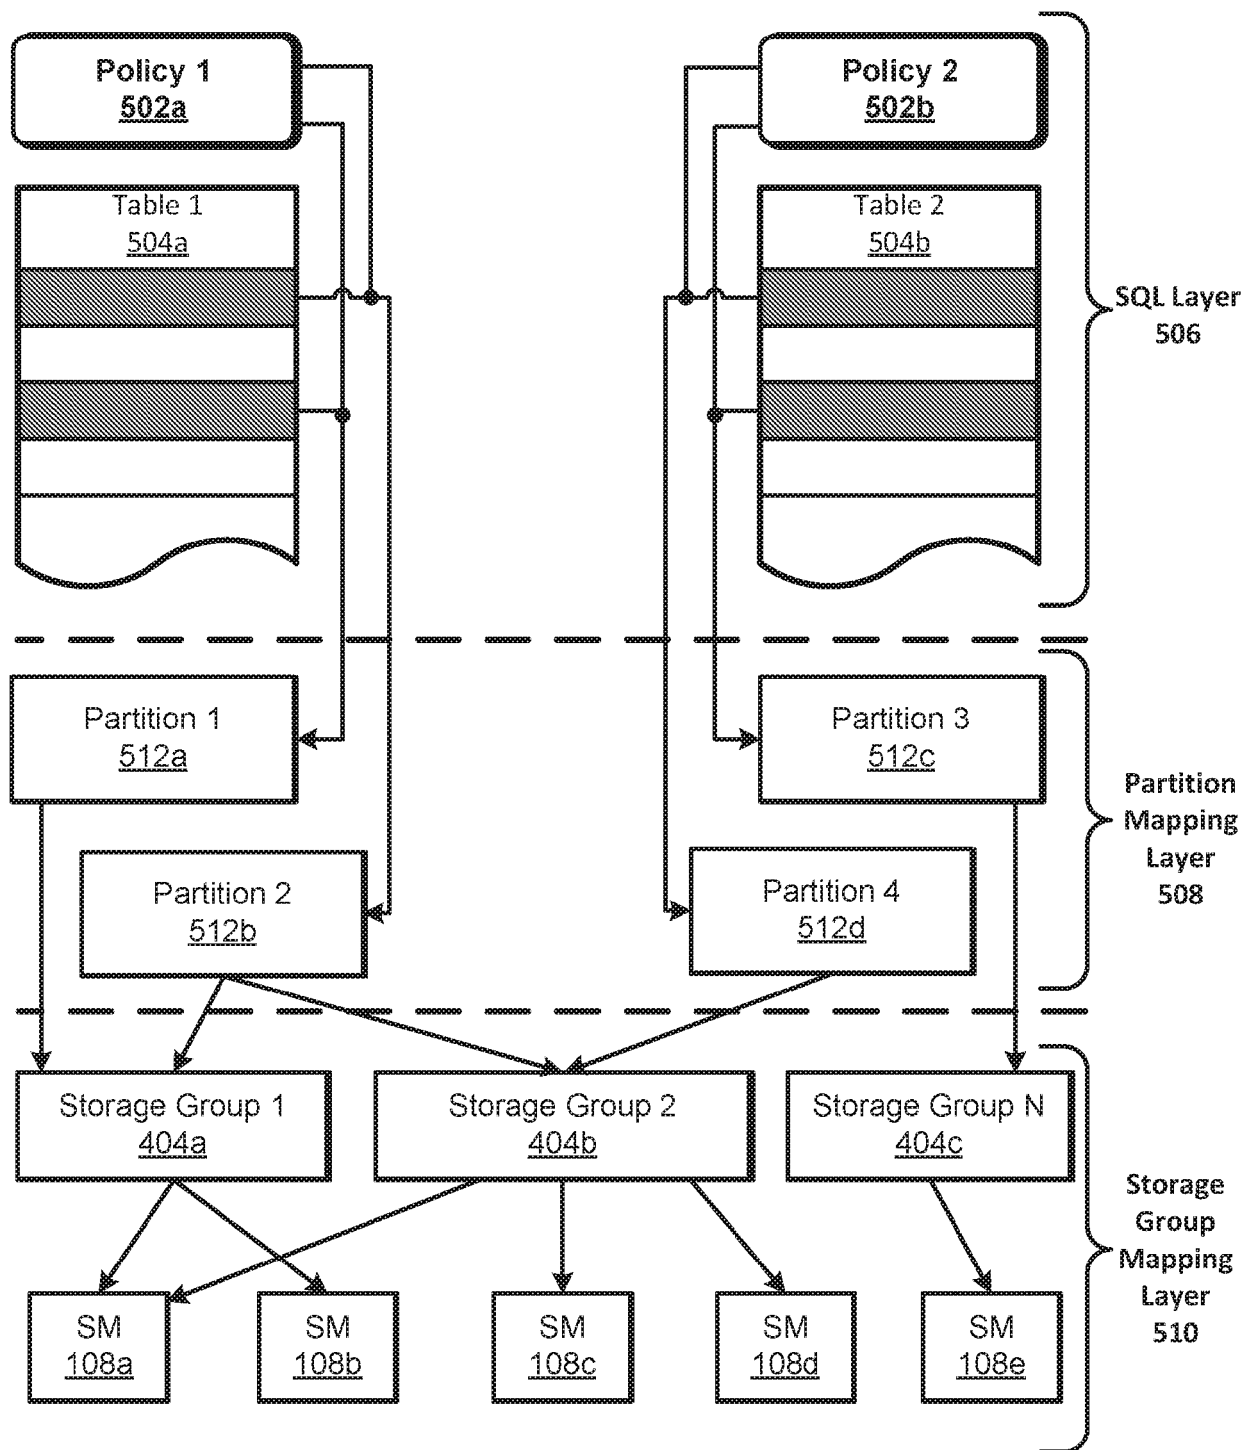 Policy 1
502a
Policy 2
502b
Table 1
504a
Table 2
504b
SQL Layer
506
Partition 1
512a
Partition 3
512c
Partition 2
512b
Partition 4
512d
Partition
Mapping
Layer
508
Storage Group 1
404a
Storage Group 2
404b
Storage Group N
404c
SM
108a
SM
108b
SM
108c
SM
108d
SM
108e
Storage
Group
Mapping
Layer
510